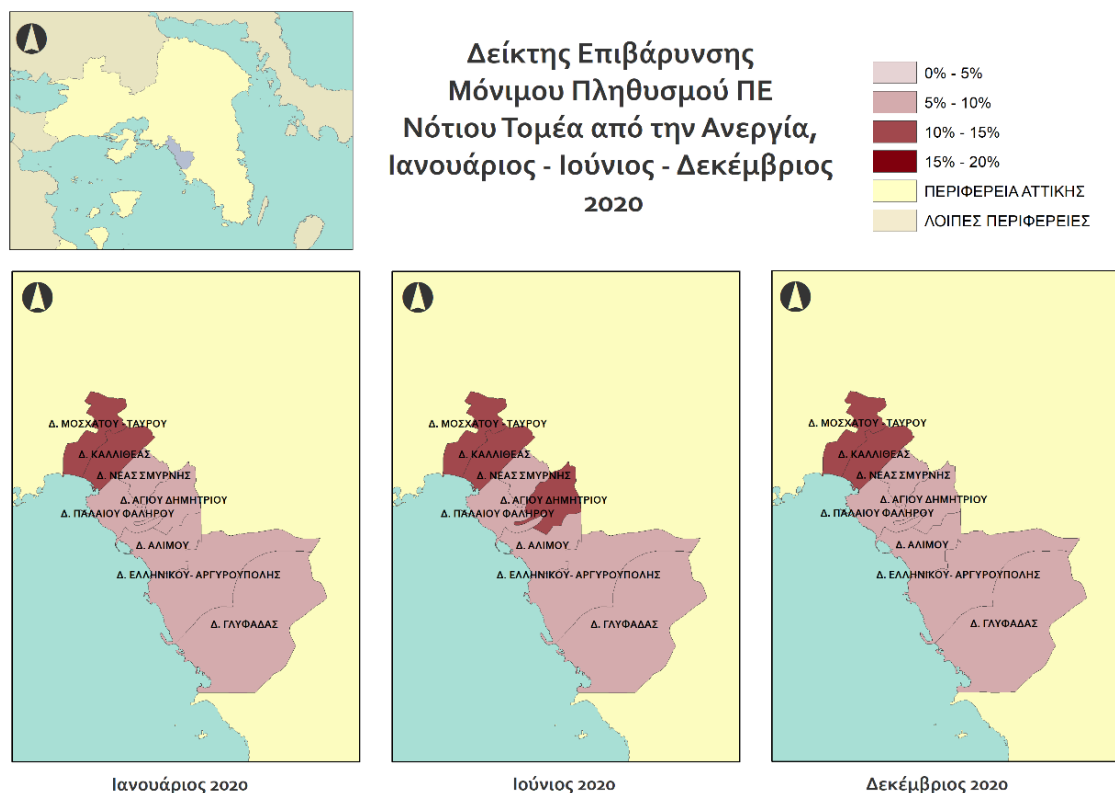 Δείκτης Επιβάρυνσης
Μόνιμου Πληθυσμού ΠΕ
Νότιου Τομέα από την Ανεργία,
Ιανουάριος - Ιούνιος - Δεκέμβριος
2020
0% - 5%
5% - 10%
10% - 15%
15% - 20%
ΠΕΡΙΦΕΡΕΙΑ ΑΤΤΙΚΗΣ
ΛΟΙΠΕΣ ΠΕΡΙΦΕΡΕΙΕΣ
Δ. ΜΟΣΧΑΤΟΥ - ΤΑΥΡΟΥ
Δ. ΚΑΛΛΙΘΕΑΣ
Δ. ΝΕΑΣ ΣΜΥΡΝΗΣ
Δ. ΑΓΙΟΥ ΔΗΜΗΤΡΙΟΥ
Δ. ΠΑΛΑΙΟΥ ΦΑΛΗΡΟΥ
Δ. ΑΛΙΜΟΥ
Δ. ΕΛΛΗΝΙΚΟΥ - ΑΡΓΥΡΟΥΠΟΛΗΣ
Δ. ΓΛΥΦΑΔΑΣ
Ιανουάριος 2020
Δ. ΜΟΣΧΑΤΟΥ - ΤΑΥΡΟΥ
Δ. ΚΑΛΛΙΘΕΑΣ
Δ. ΝΕΑΣ ΣΜΥΡΝΗΣ
Δ. ΑΓΙΟΥ ΔΗΜΗΤΡΙΟΥ
Δ. ΠΑΛΑΙΟΥ ΦΑΛΗΡΟΥ
Δ. ΑΛΙΜΟΥ
Δ. ΕΛΛΗΝΙΚΟΥ - ΑΡΓΥΡΟΥΠΟΛΗΣ
Δ. ΓΛΥΦΑΔΑΣ
Ιούνιος 2020
Δ. ΜΟΣΧΑΤΟΥ - ΤΑΥΡΟΥ
Δ. ΚΑΛΛΙΘΕΑΣ
Δ. ΝΕΑΣ ΣΜΥΡΝΗΣ
Δ. ΑΓΙΟΥ ΔΗΜΗΤΡΙΟΥ
Δ. ΠΑΛΑΙΟΥ ΦΑΛΗΡΟΥ
Δ. ΑΛΙΜΟΥ
Δ. ΕΛΛΗΝΙΚΟΥ - ΑΡΓΥΡΟΥΠΟΛΗΣ
Δ. ΓΛΥΦΑΔΑΣ
Δεκέμβριος 2020